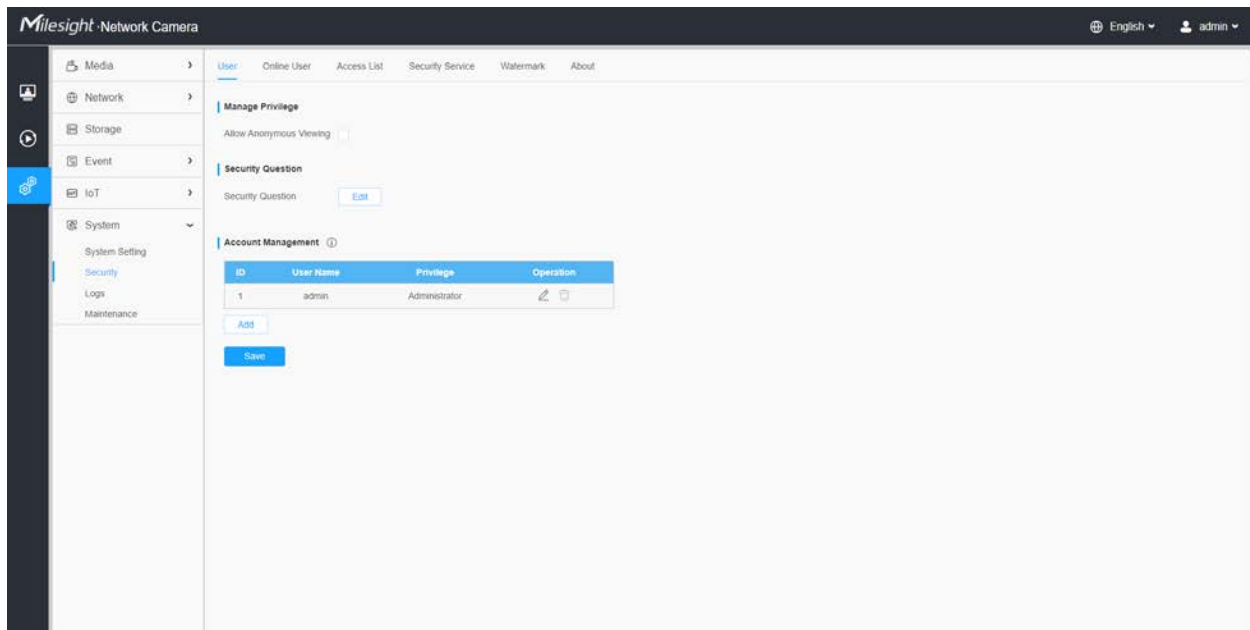 Milesight Network Camera
English
admin
Media
Network
Storage
Event
IoT
System
System Setting
Security
Logs
Maintenance
User Online User Access List Security Service Watermark About
Manage Privilege
Allow Anonymous Viewing
Security Question
Security Question Edit
Account Management
ID User Name Privilege Operation
1 admin Administrator
Add
Save